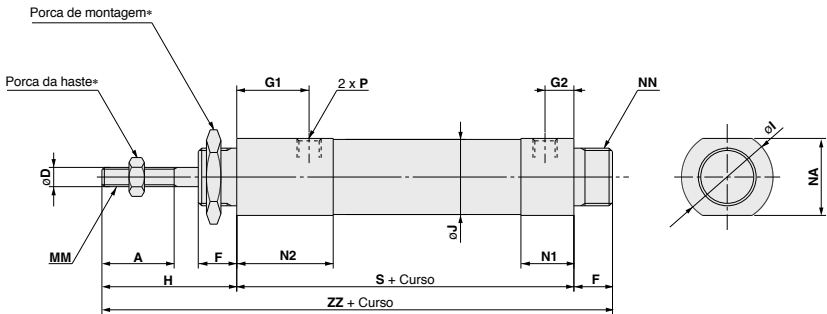 Porca de montagem*
Porca da haste*
G1
2 x P
G2
NN
øD
øJ
øI
NA
MM
A
F
N2
N1
H
S + Curso
F
ZZ + Curso